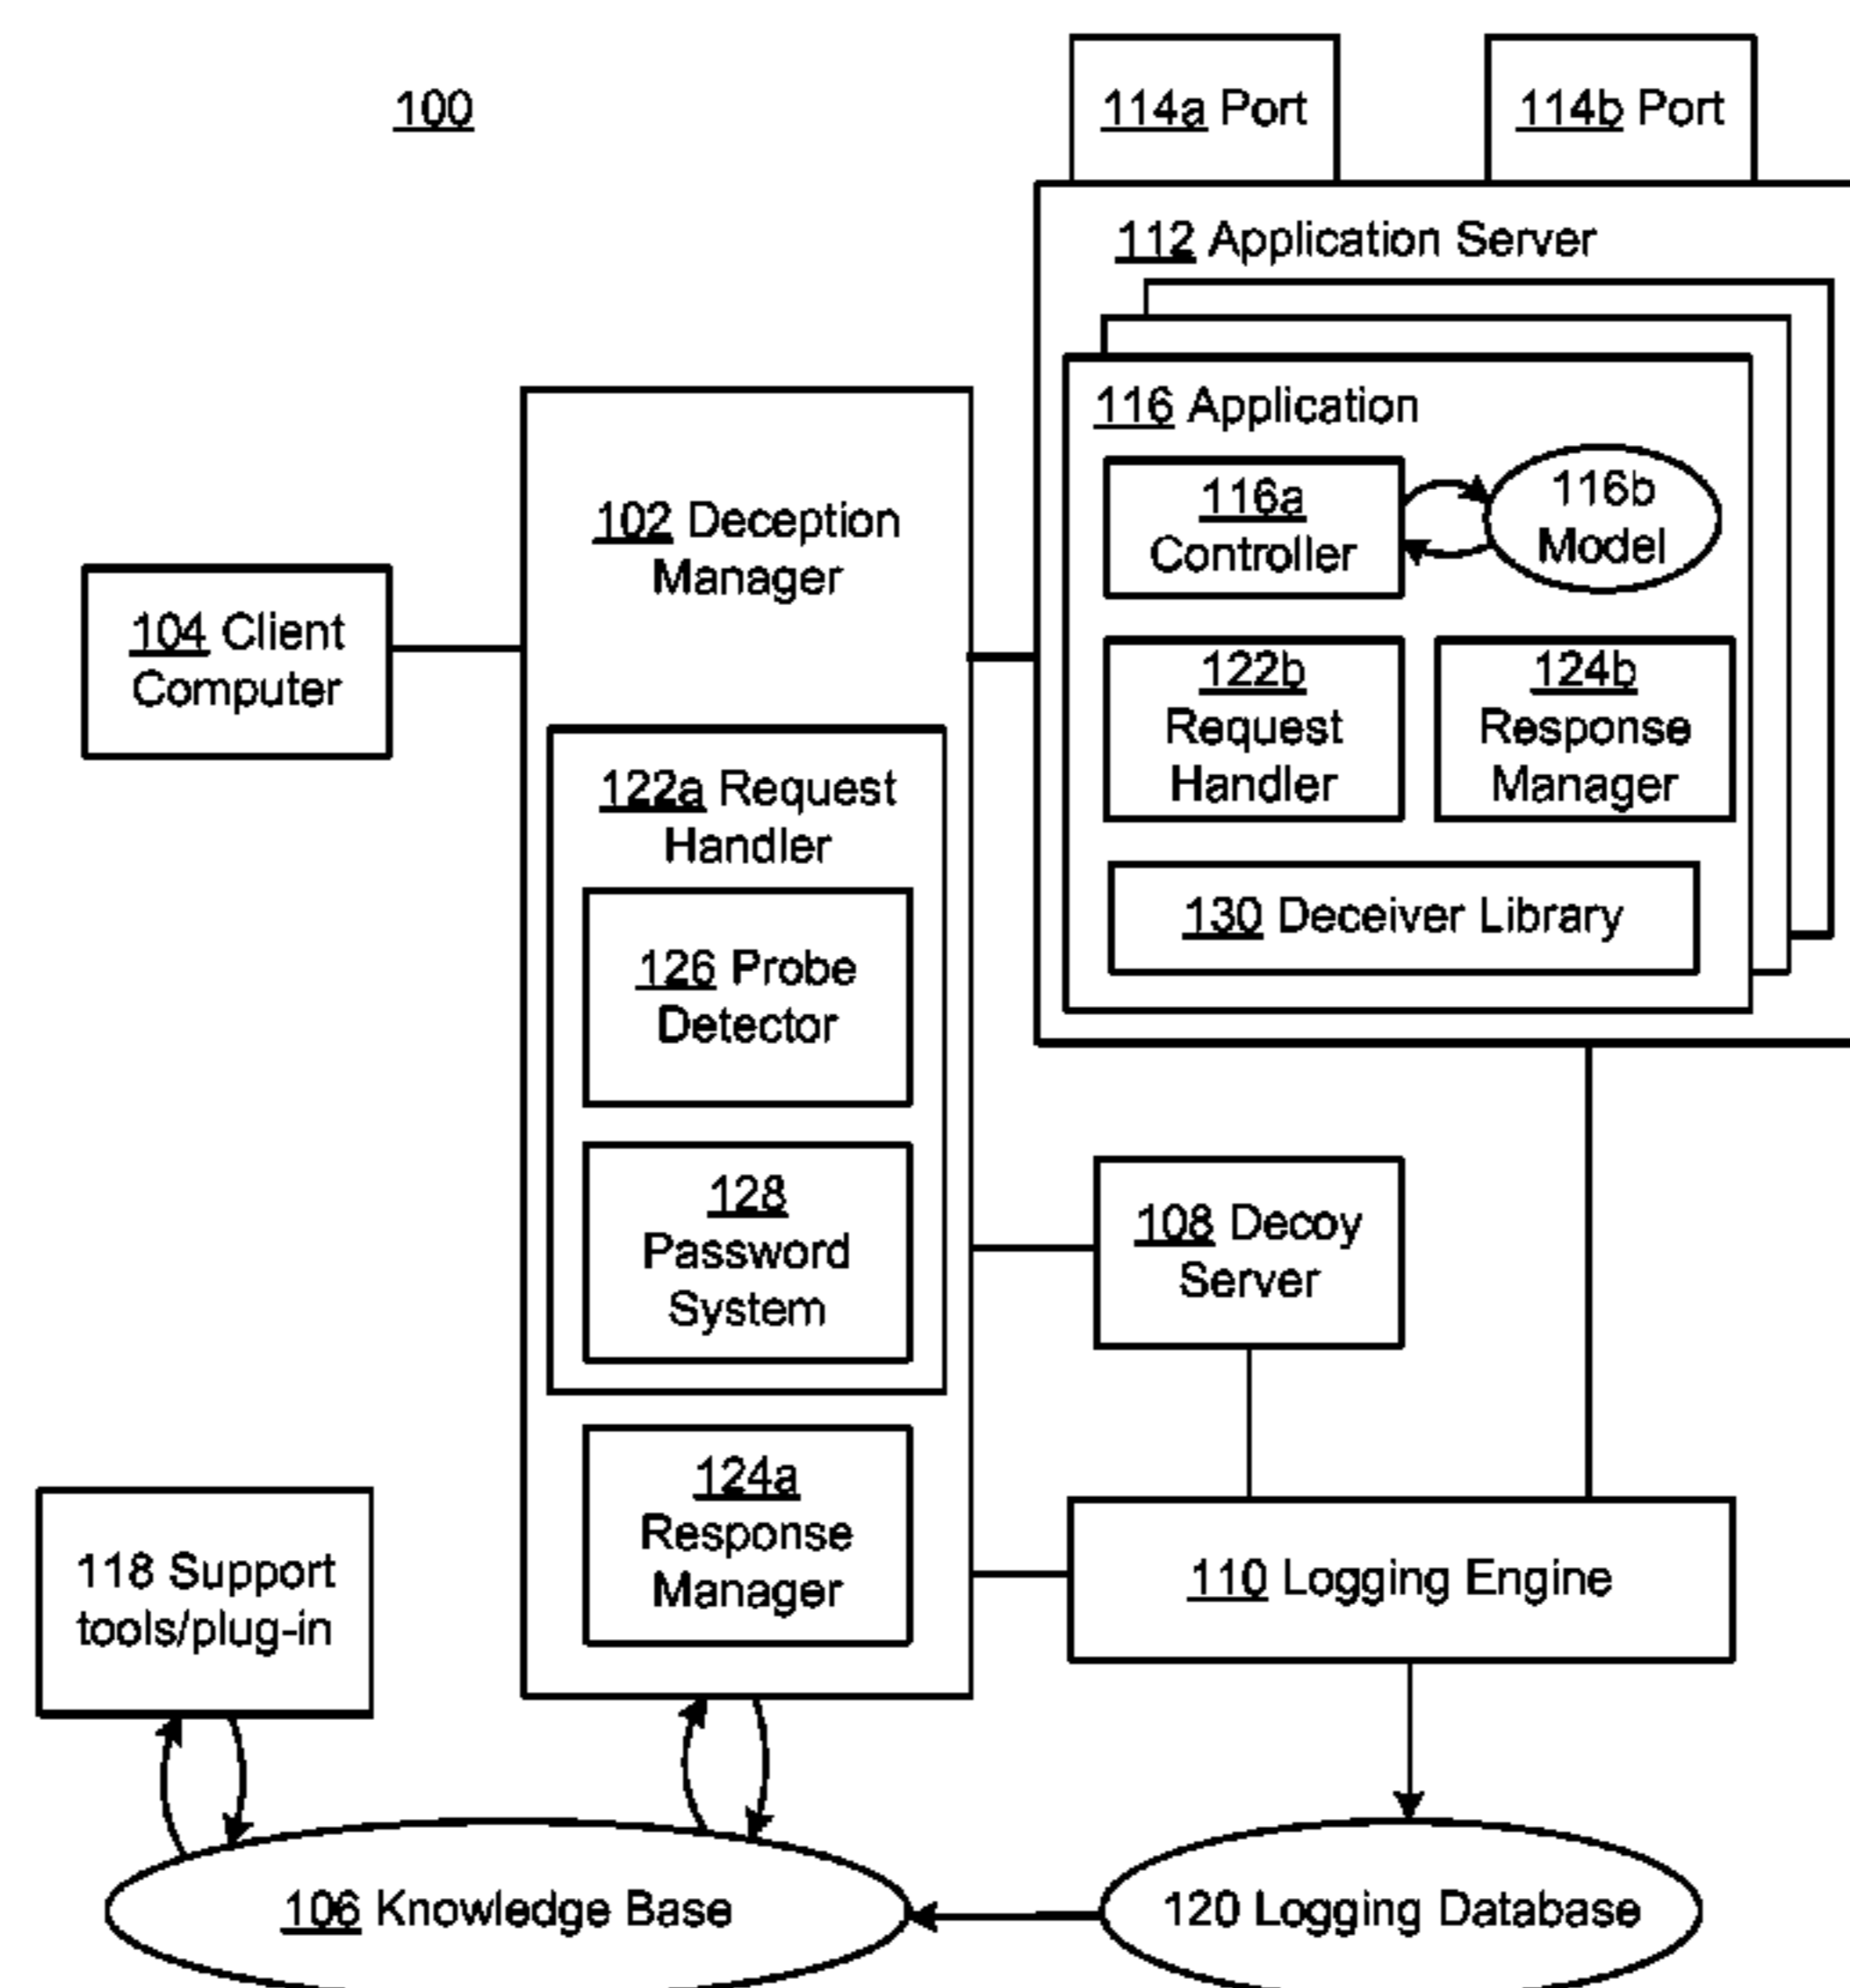 100
114a Port
114b Port
112 Application Server
116 Application
116a
Controller
116b
Model
102 Deception
Manager
104 Client
Computer
122b
Request
Handler
124b
Response
Manager
122a Request
Handler
130 Deceiver Library
126 Probe
Detector
128
Password
System
108 Decoy
Server
124a
Response
Manager
118 Support
tools/plug-in
110 Logging Engine
106 Knowledge Base
120 Logging Database